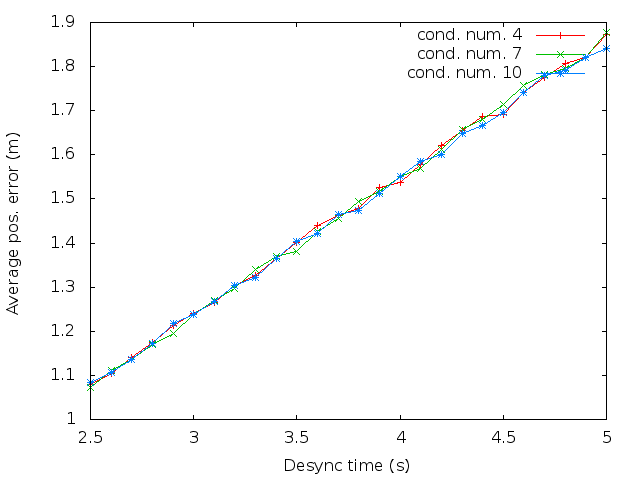 1.9
cond. num. 4
cond. num. 7
cond. num. 10
1.8
1.7
1.6
1.5
1.4
1.3
1.2
1.1
1
Average pos. error (m)
2.5 3 3.5 4 4.5 5
Desync time (s)